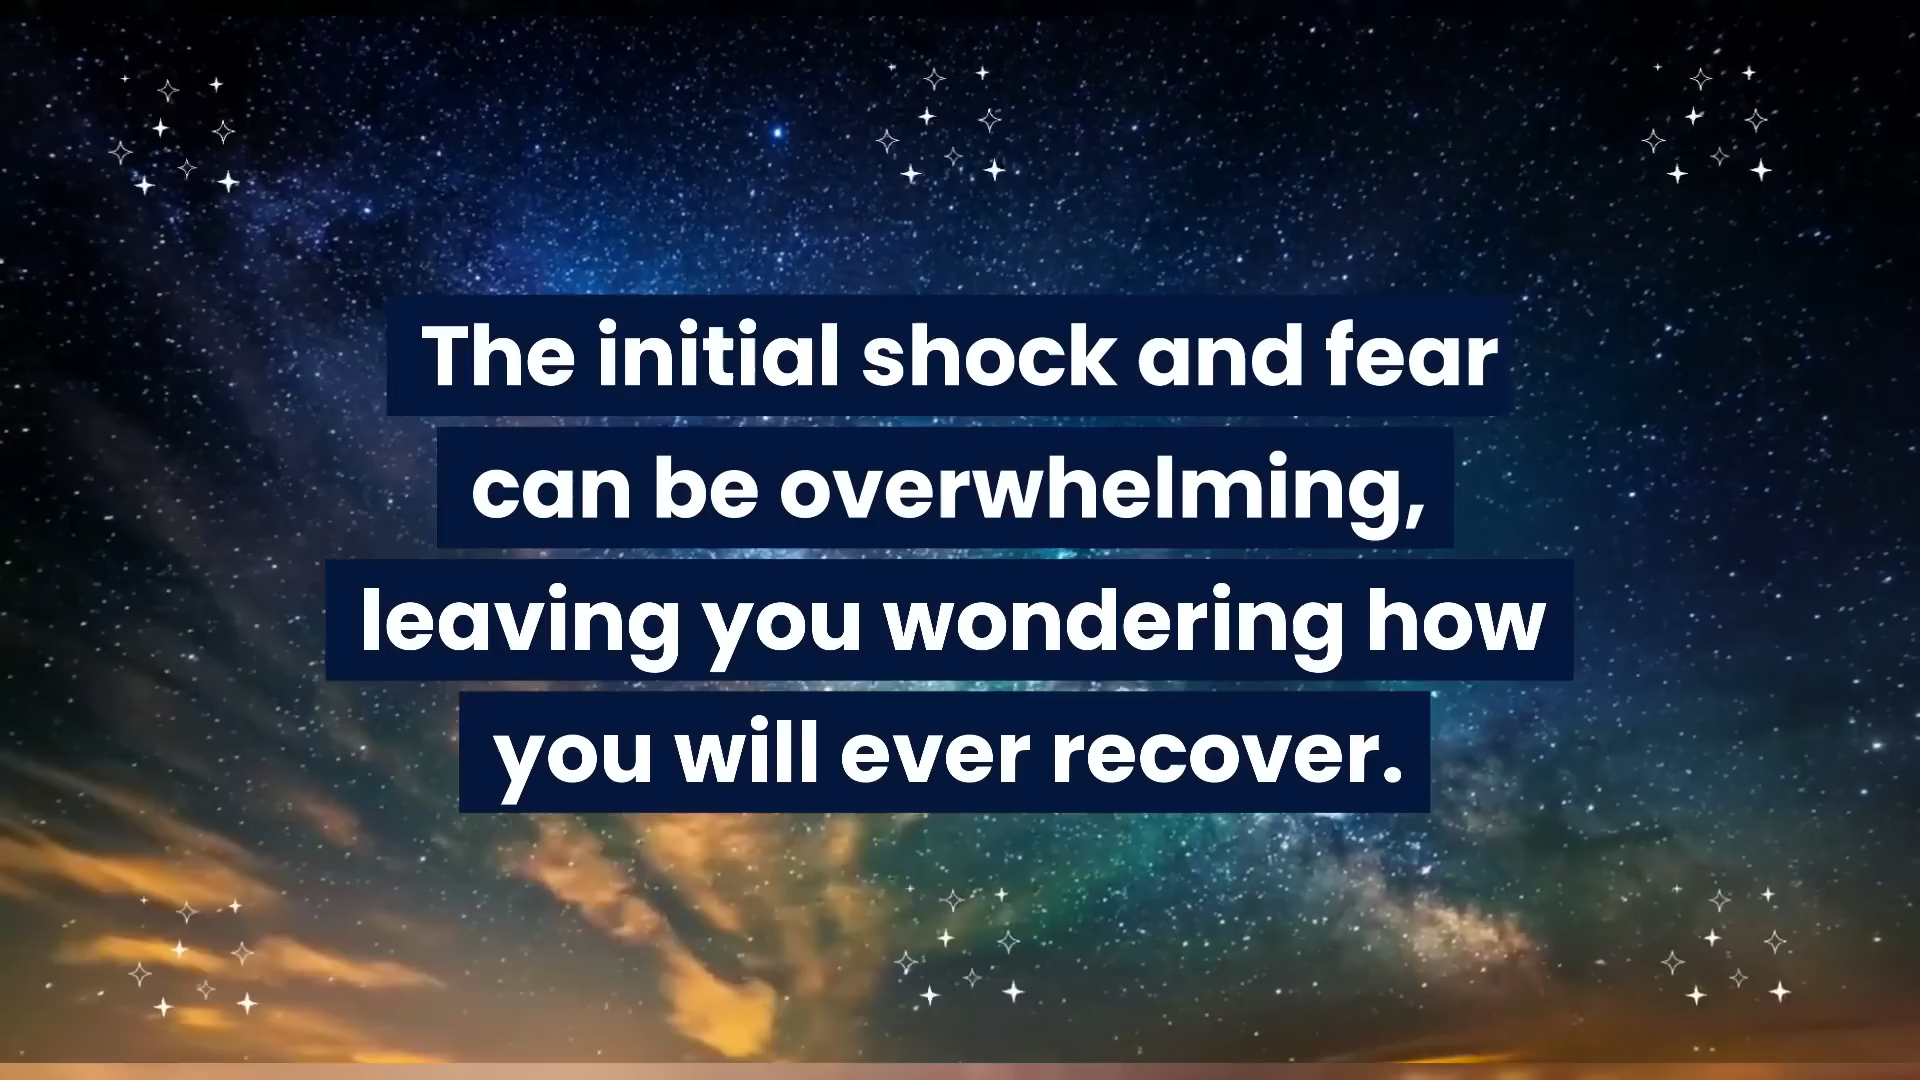 The initial shock and fear
can be overwhelming,
leaving you wondering how
you will ever recover.